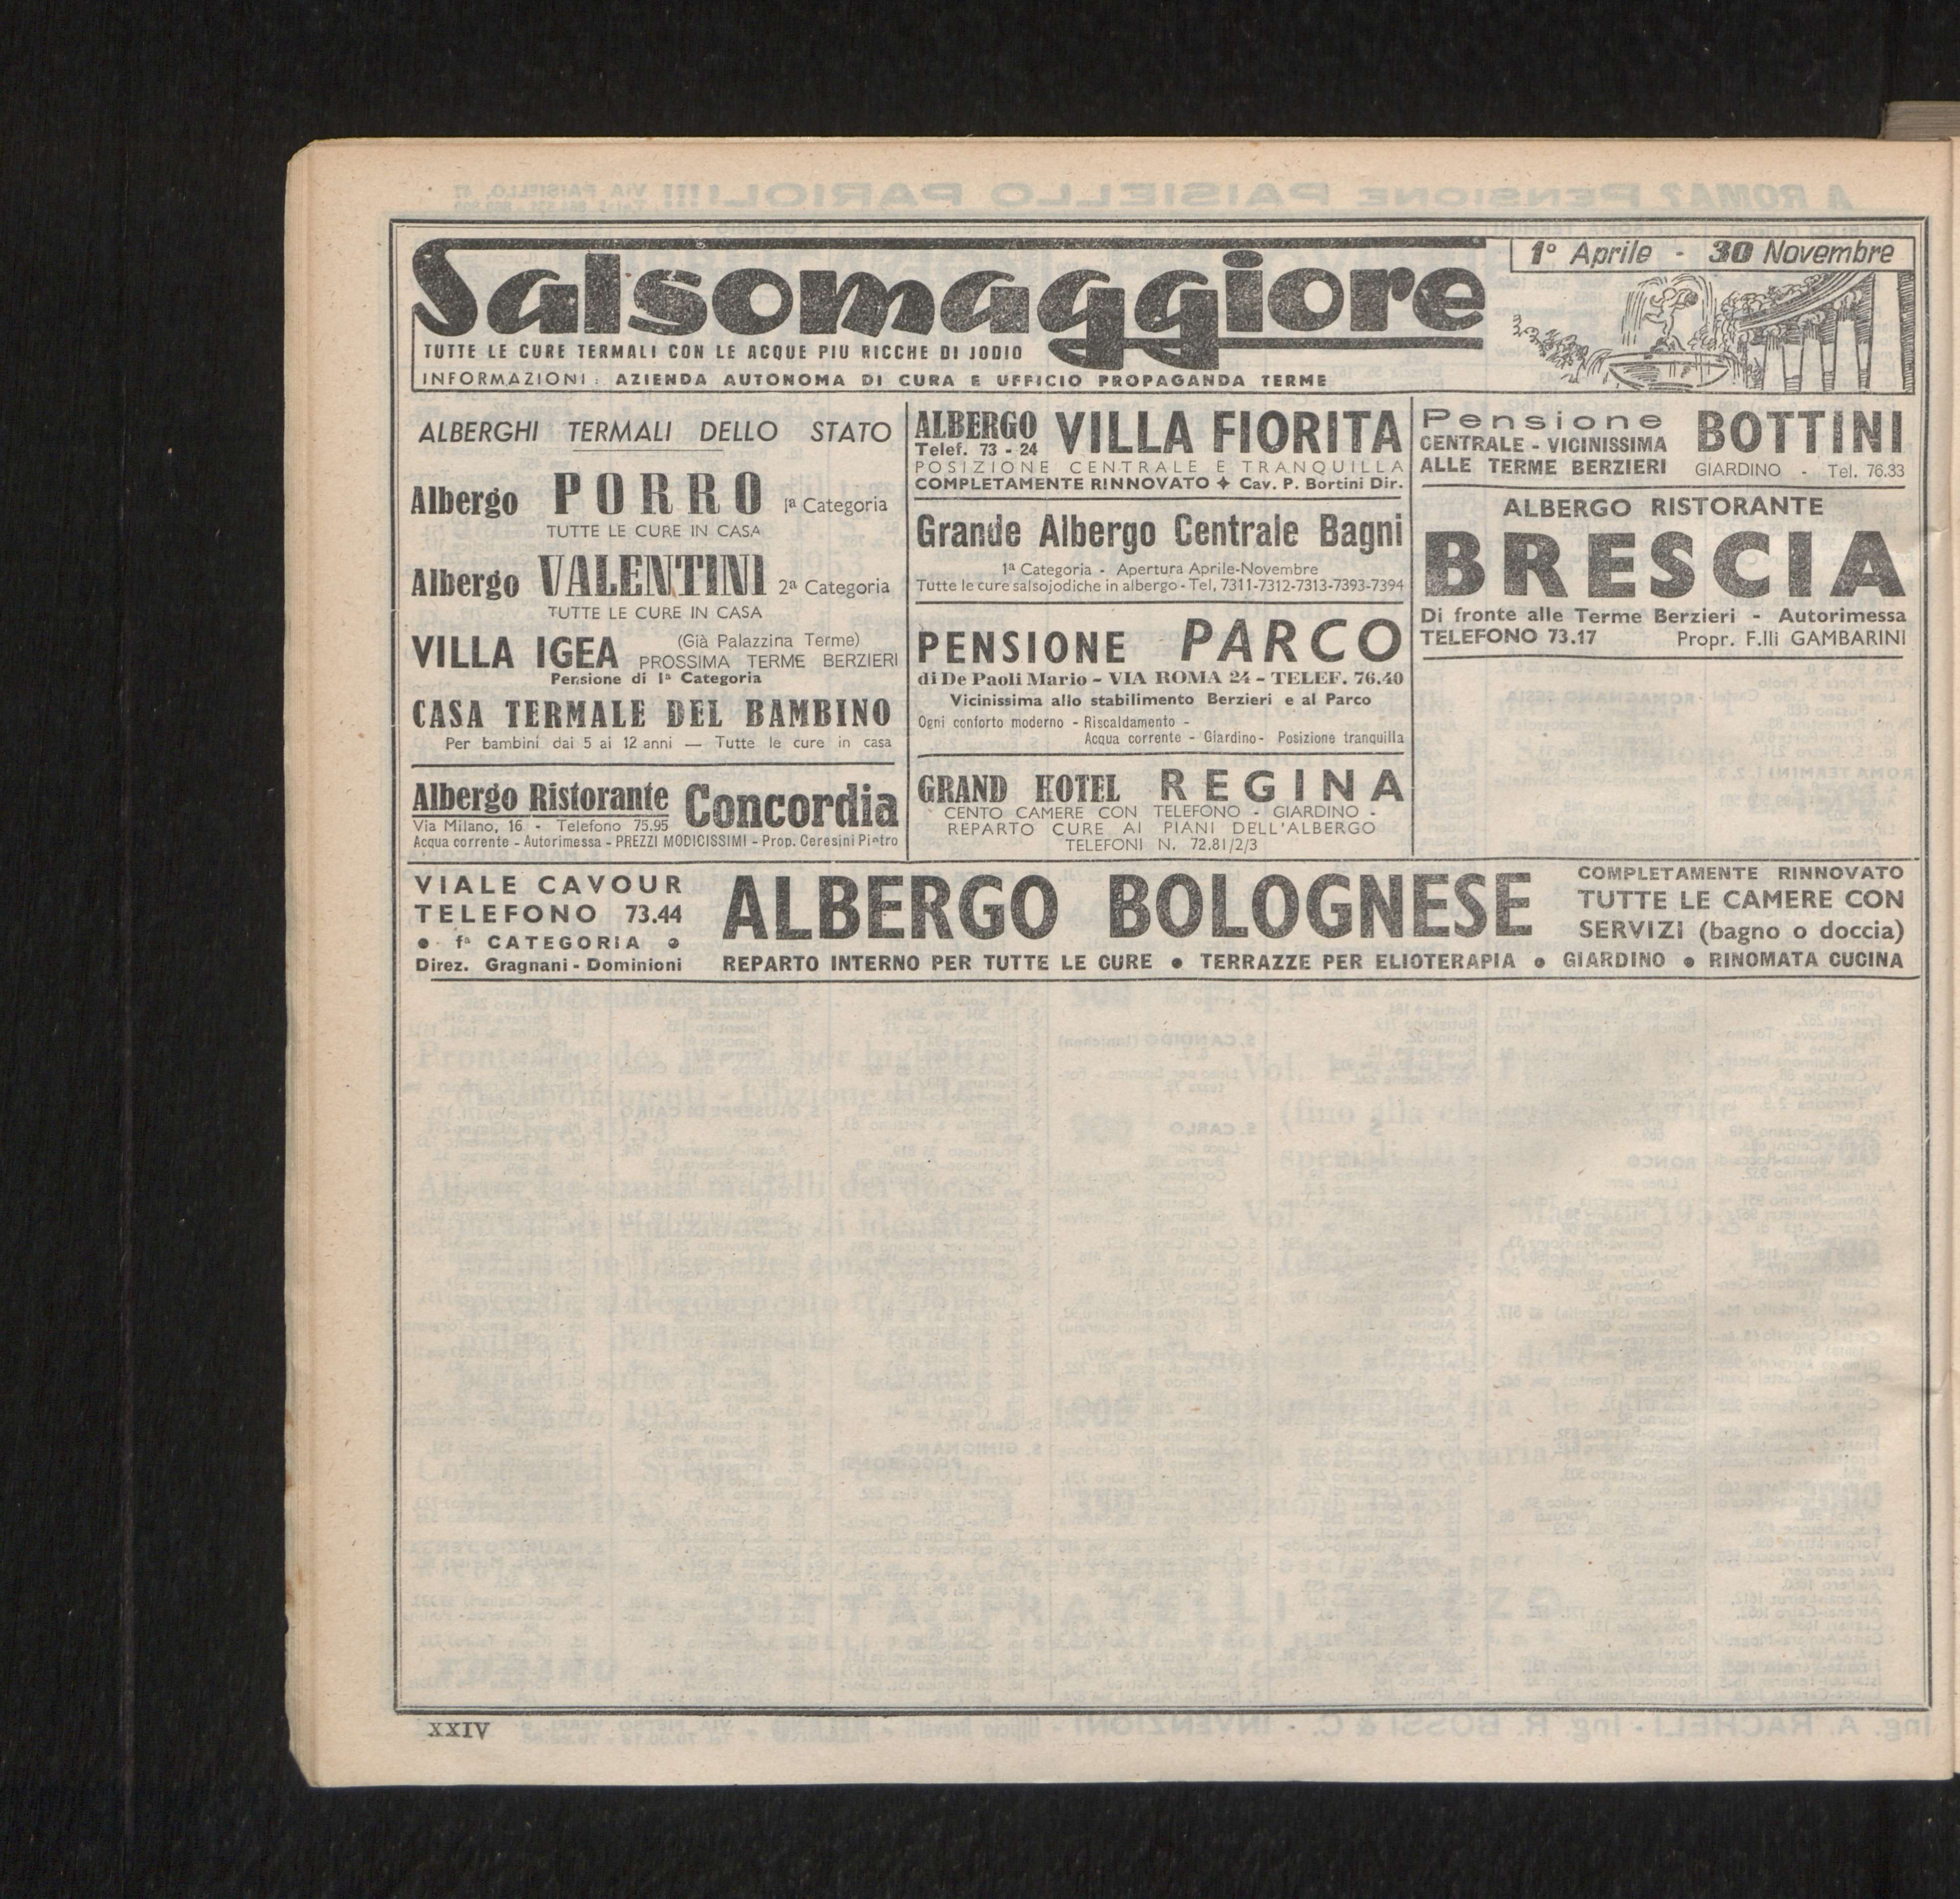 Salsomaggiore
1° Aprile - 30 Novembre
TUTTE LE CURE TERMALI CON LE ACQUE PIU RICCHE DI JODIO
INFORMAZIONI : AZIENDA AUTONOMA DI CURA E UFFICIO PROPAGANDA TERME
ALBERGHI TERMALI DELLO STATO
Albergo PORRO 1ª Categoria
TUTTE LE CURE IN CASA
Albergo VALENTINI 2ª Categoria
TUTTE LE CURE IN CASA
VILLA IGEA (Già Palazzina Terme)
PROSSIMA TERME BERZIERI
Pensione di 1ª Categoria
CASA TERMALE DEL BAMBINO
Per bambini dai 5 ai 12 anni — Tutte le cure in casa
Albergo Ristorante Concordia
Via Milano, 16 - Telefono 75.95
Acqua corrente - Autorimessa - PREZZI MODICISSIMI - Prop. Ceresini Pietro
ALBERGO VILLA FIORITA
Telef. 73 - 24
POSIZIONE CENTRALE E TRANQUILLA
COMPLETAMENTE RINNOVATO ✦ Cav. P. Bortini Dir.
Grande Albergo Centrale Bagni
1ª Categoria - Apertura Aprile-Novembre
Tutte le cure salsojodiche in albergo - Tel, 7311-7312-7313-7393-7394
PENSIONE PARCO
di De Paoli Mario - VIA ROMA 24 - TELEF. 76.40
Vicinissima allo stabilimento Berzieri e al Parco
Ogni conforto moderno - Riscaldamento -
Acqua corrente - Giardino- Posizione tranquilla
GRAND HOTEL REGINA
CENTO CAMERE CON TELEFONO - GIARDINO -
REPARTO CURE AI PIANI DELL'ALBERGO
TELEFONI N. 72.81/2/3
Pensione BOTTINI
CENTRALE - VICINISSIMA
ALLE TERME BERZIERI GIARDINO - Tel. 76.33
ALBERGO RISTORANTE
BRESCIA
Di fronte alle Terme Berzieri - Autorimessa
TELEFONO 73.17 Propr. F.lli GAMBARINI
VIALE CAVOUR
TELEFONO 73.44
● fª CATEGORIA ●
Direz. Gragnani - Dominioni
ALBERGO BOLOGNESE
COMPLETAMENTE RINNOVATO
TUTTE LE CAMERE CON
SERVIZI (bagno o doccia)
REPARTO INTERNO PER TUTTE LE CURE ● TERRAZZE PER ELIOTERAPIA ● GIARDINO ● RINOMATA CUCINA
XXIV